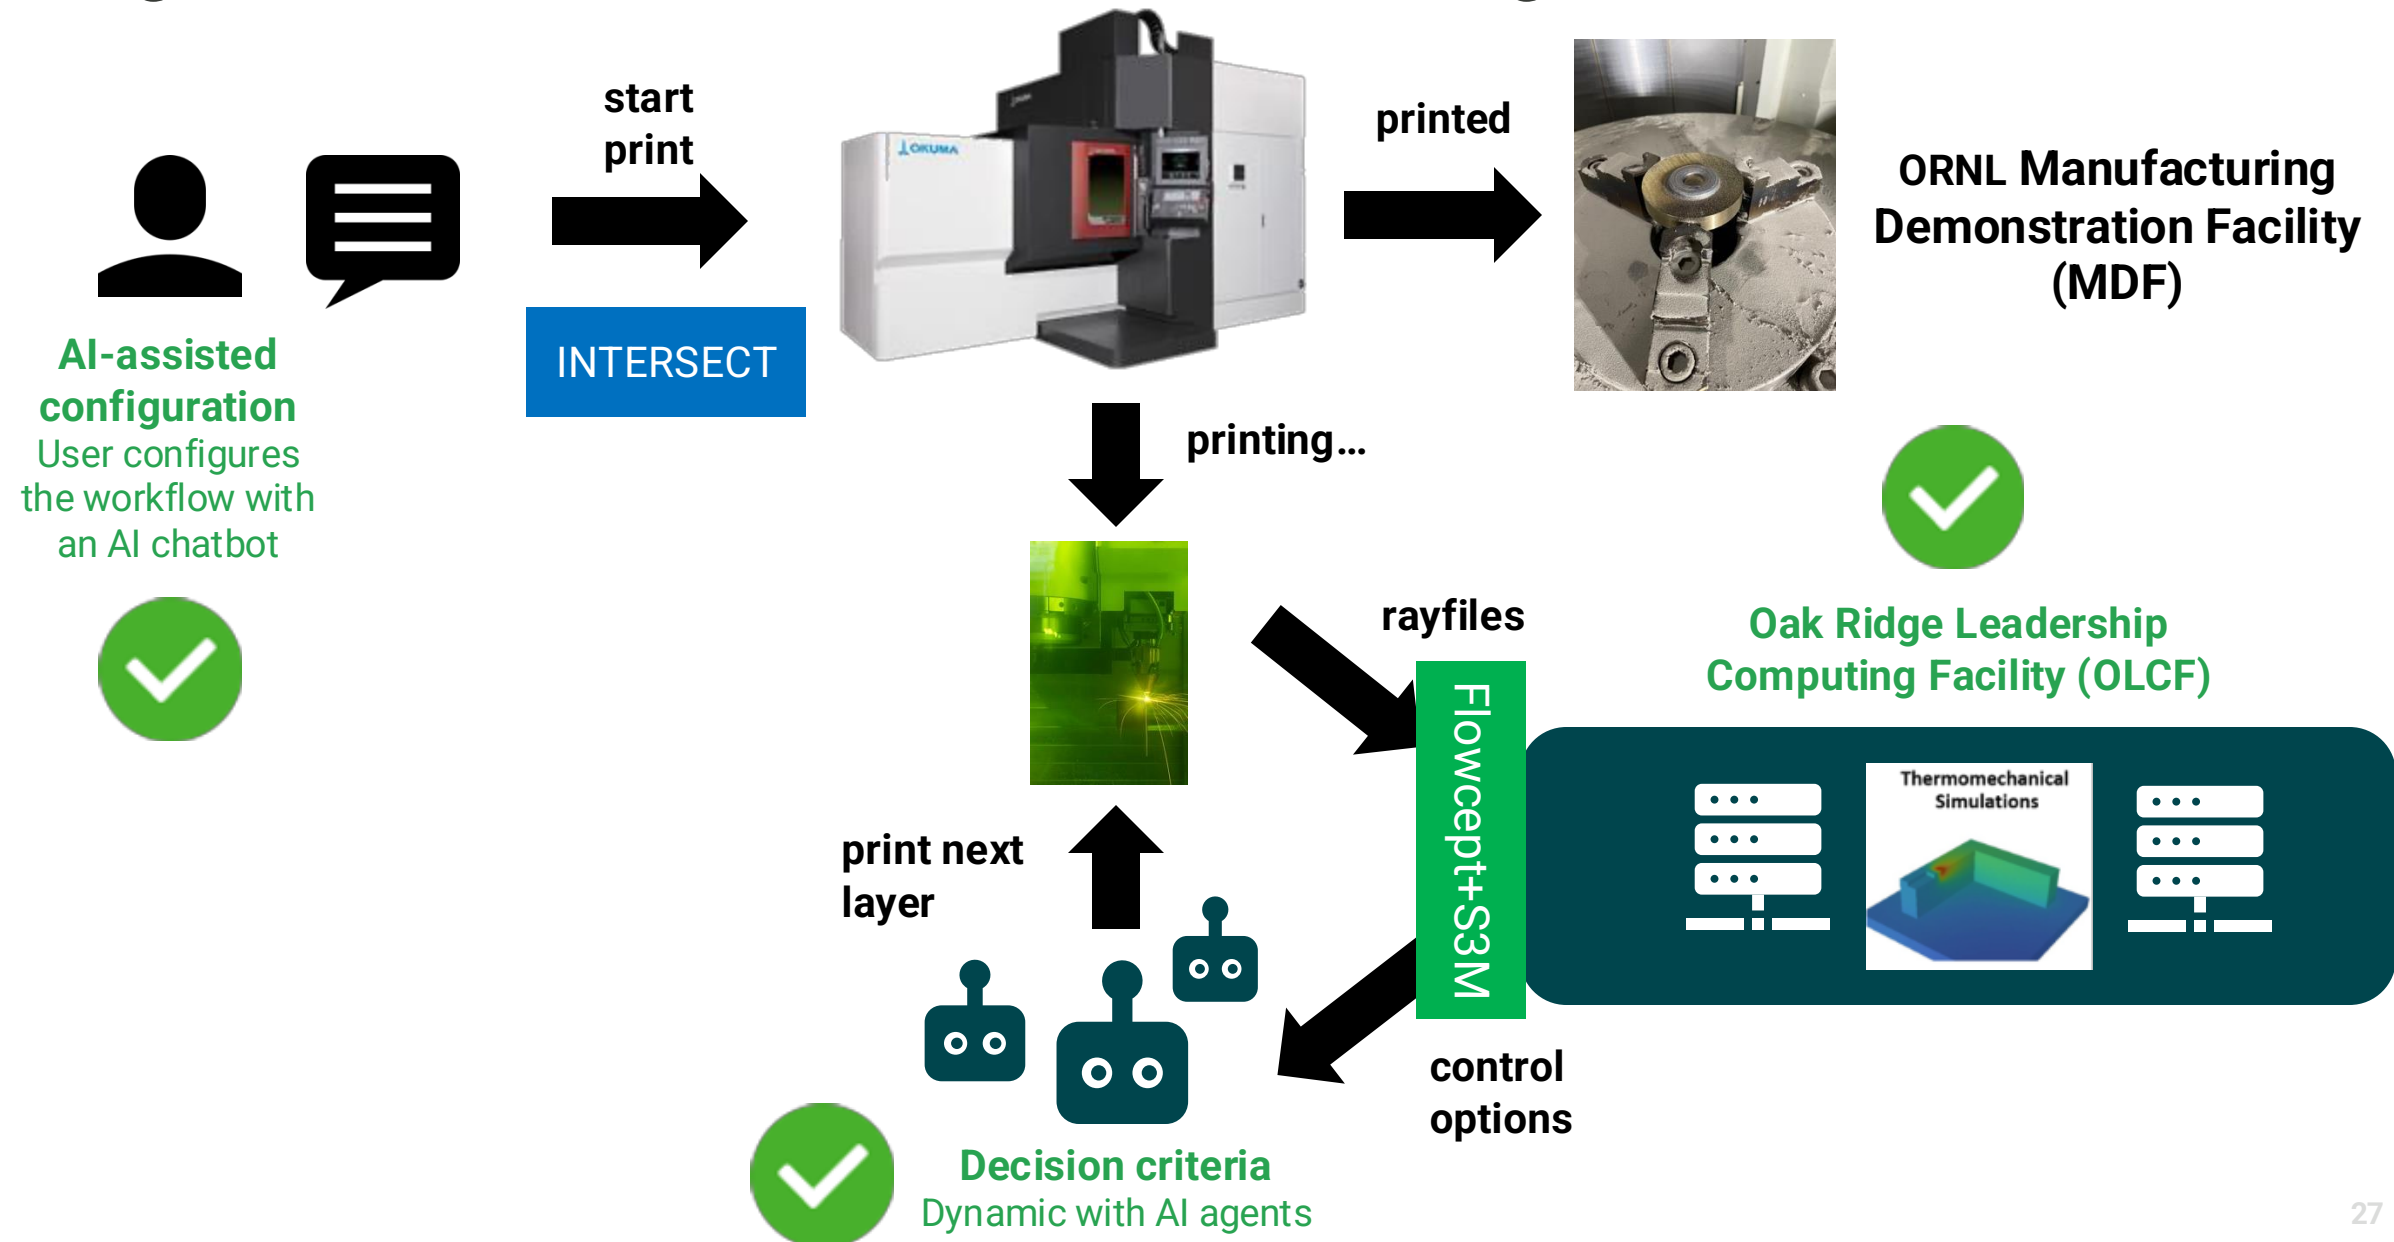 start
print
printed
OKUMA
ORNL Manufacturing
Demonstration Facility
(MDF)
AI-assisted
configuration
User configures
the workflow with
an AI chatbot
INTERSECT
printing...
rayfiles
Oak Ridge Leadership
Computing Facility (OLCF)
Flowcept+S3M
Thermomechanical
Simulations
print next
layer
control
options
Decision criteria
Dynamic with AI agents
27